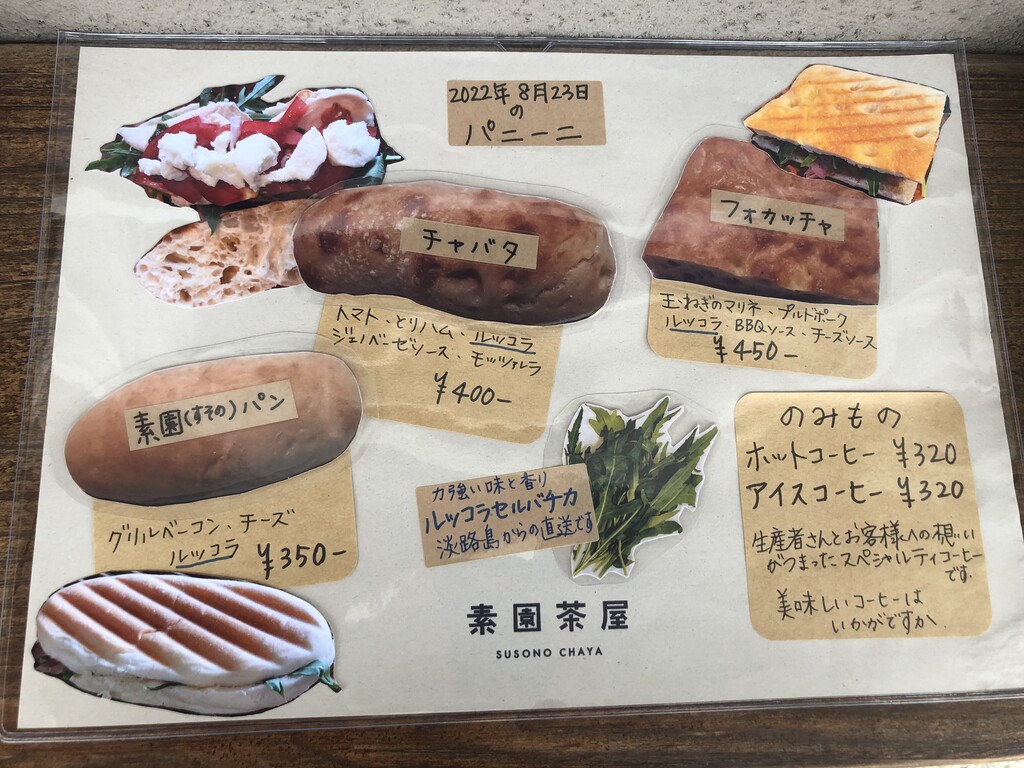 2022年 8月23日
の
パニーニ
チャバタ
トマト、とりハム、ルッコラ
ジェノベーゼソース、モッツァレラ
¥400-
フォカッチャ
玉ねぎのマリネ、プルドポーク
ルッコラ、BBQソース、チーズソース
¥450-
素園(すその)パン
グリルベーコン、チーズ
ルッコラ ¥350-
力強い味と香り
ルッコラ・セルバチカ
淡路島からの直送です
のみもの
ホットコーヒー ¥320
アイスコーヒー ¥320
生産者さんとお客様への想い
がつまったスペシャルティコーヒー
です.
美味しいコーヒーは
いかがですか
素園茶屋
SUSONO CHAYA